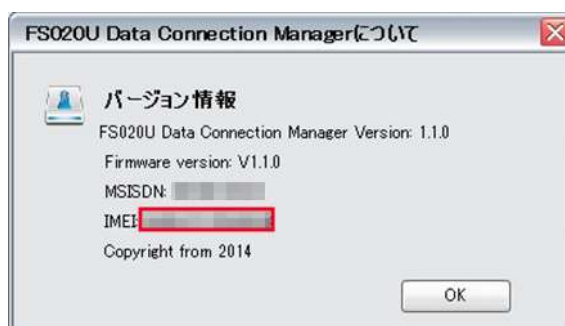 FS020U Data Connection Managerについて
バージョン情報
FS020U Data Connection Manager Version: 1.1.0
Firmware version: V1.1.0
MSISDN:
IMEI:
Copyright from 2014
OK